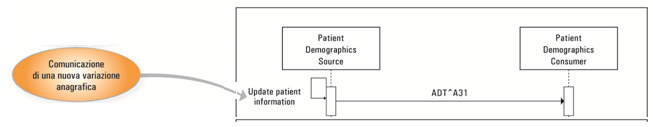 Comunicazione
di una nuova variazione
anagrafica
Patient
Demographics
Source
Patient
Demographics
Consumer
Update patient
information
ADT^A31